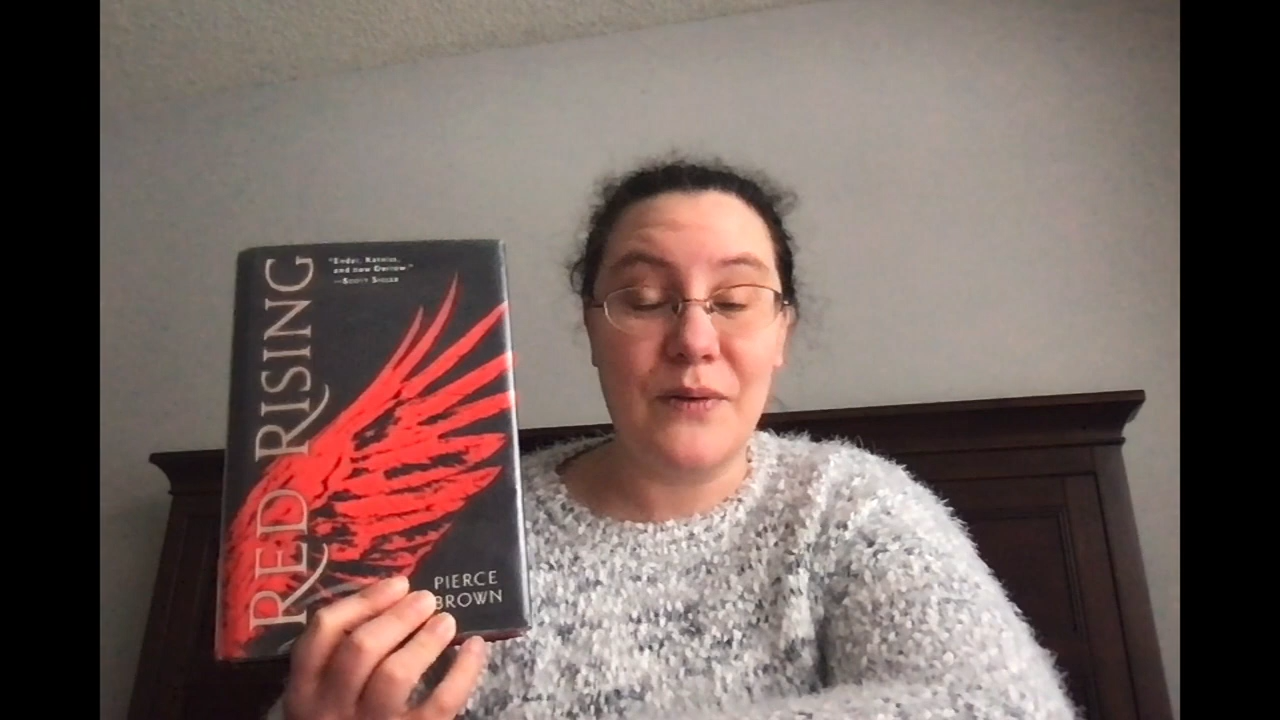 RED RISING
"Ender, Katniss,
and now Darrow."
—SCOTT SIGLER
PIERCE
BROWN